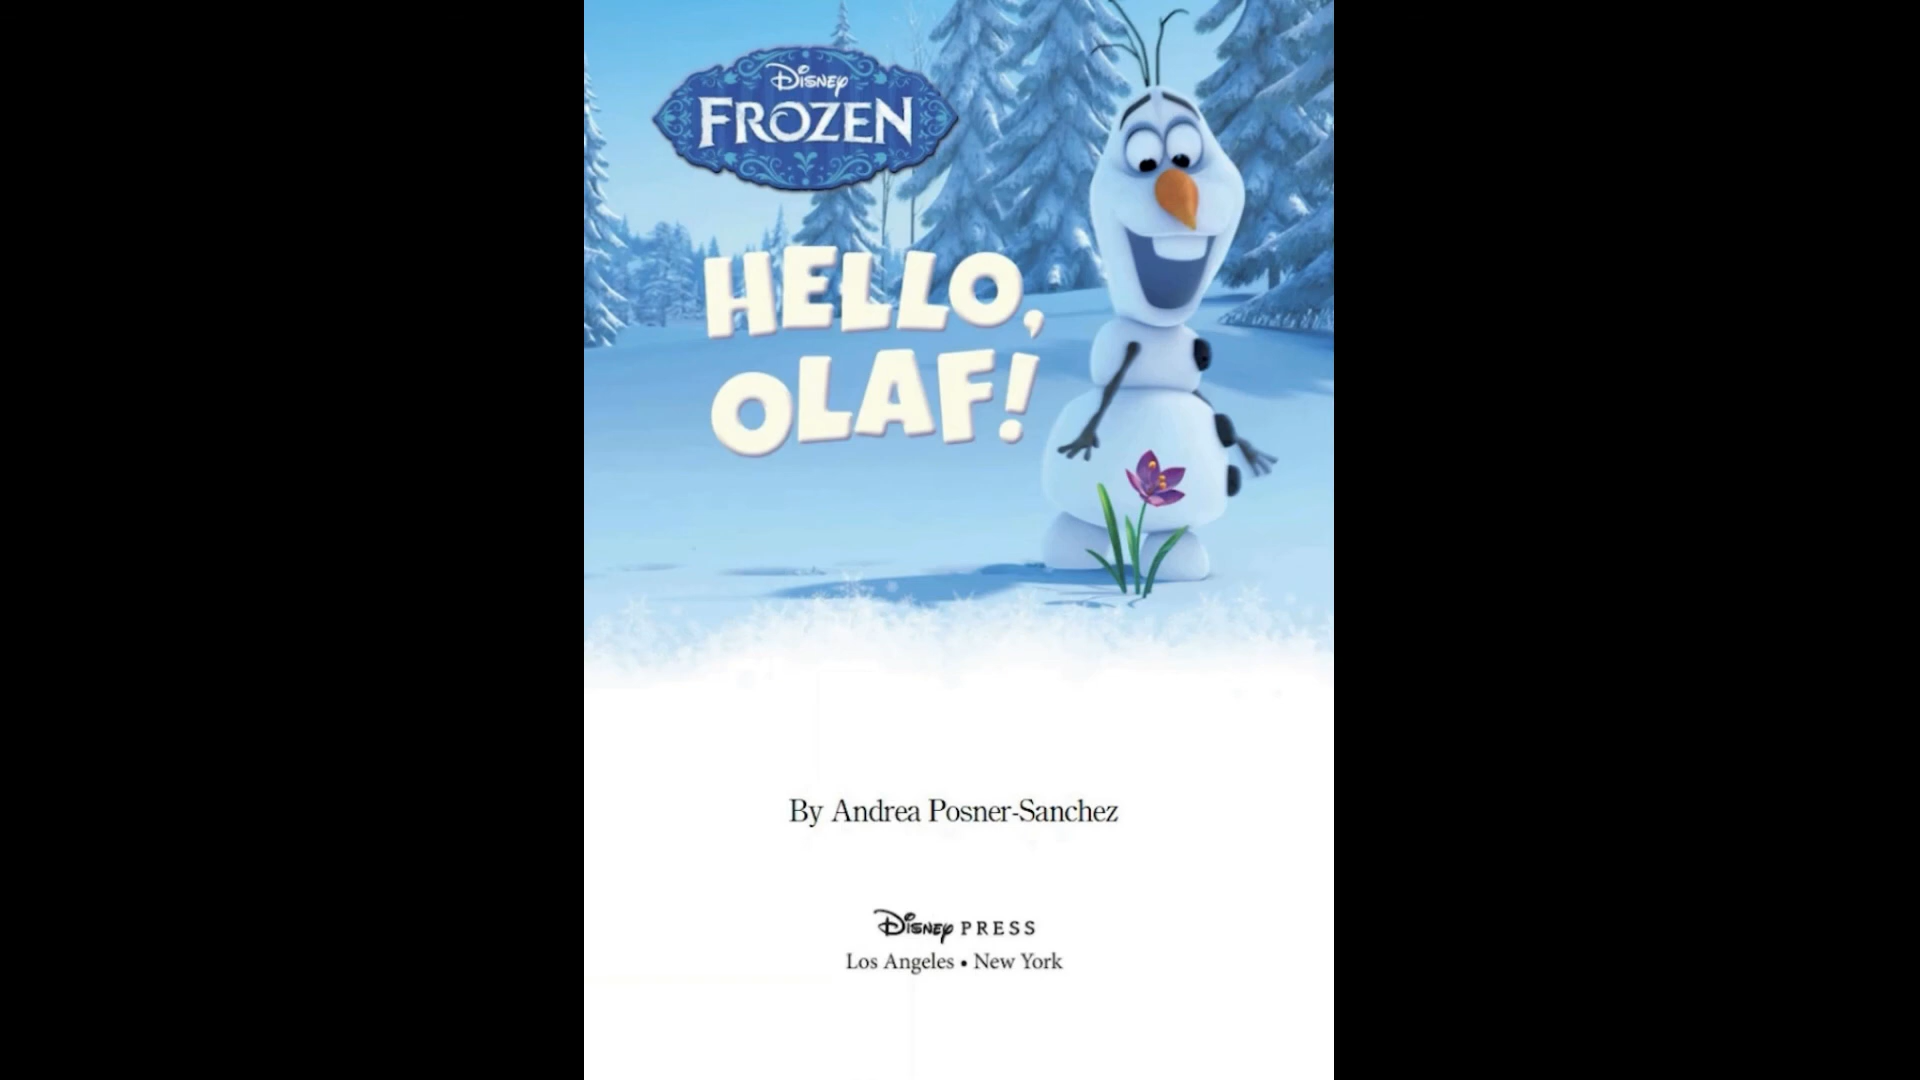 Disney
FROZEN
HELLO,
OLAF!
By Andrea Posner-Sanchez
Disney PRESS
Los Angeles • New York